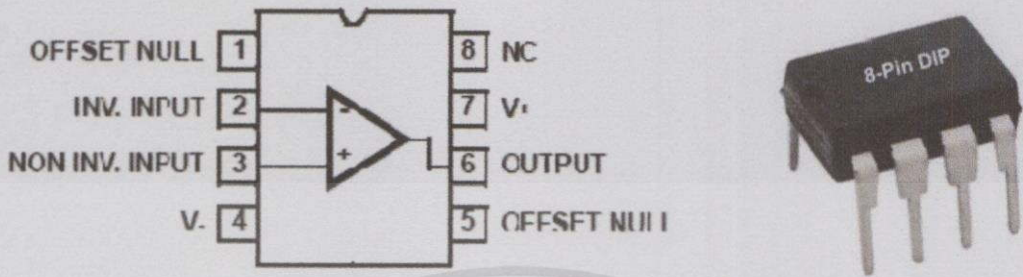 OFFSET NULL 1
8 NC
INV. INPUT 2
-
7 V+
NON INV. INPUT 3
+
6 OUTPUT
V- 4
5 OFFSET NULL
8-Pin DIP